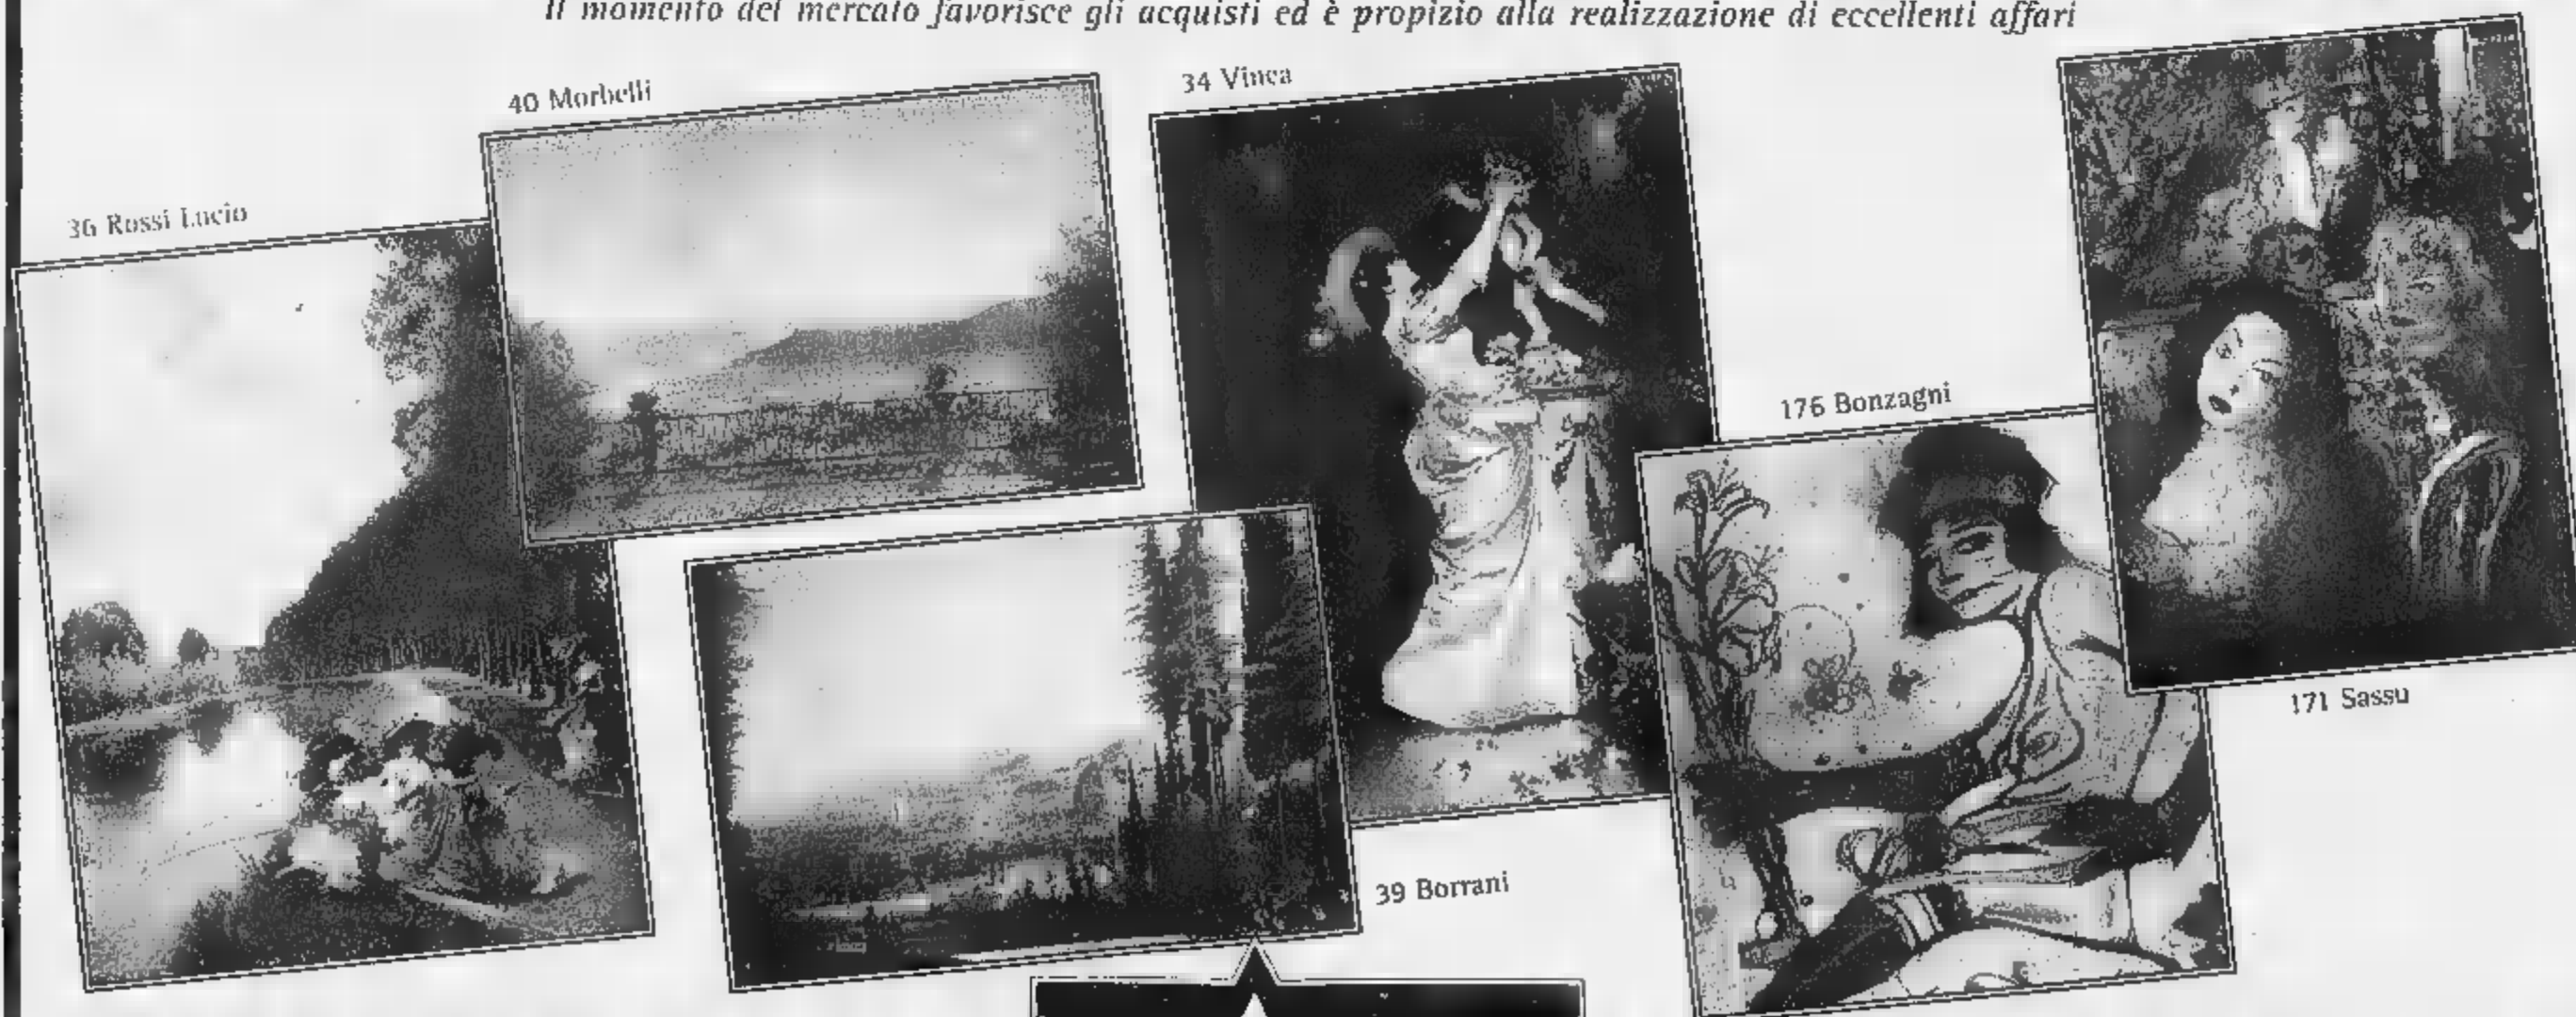 Il momento del mercato favorisce gli acquisti ed è propizio alla realizzazione di eccellenti affari
40 Morbelli
34 Vinea
36 Rossi Lucio
176 Bonzagni
171 Sassu
39 Borrani